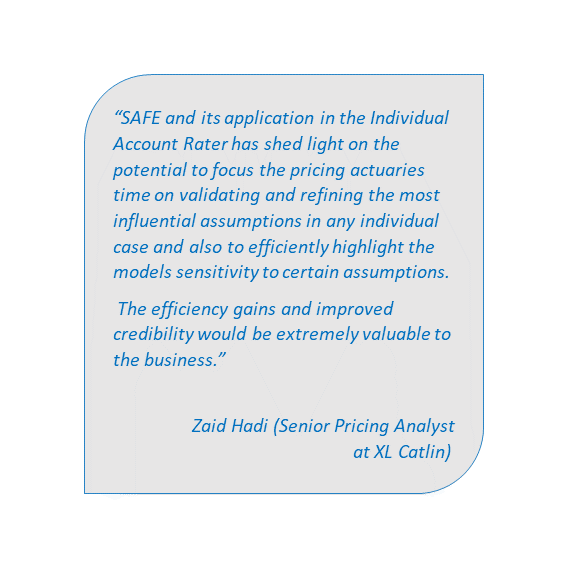 “SAFE and its application in the Individual
Account Rater has shed light on the
potential to focus the pricing actuaries
time on validating and refining the most
influential assumptions in any individual
case and also to efficiently highlight the
models sensitivity to certain assumptions.
The efficiency gains and improved
credibility would be extremely valuable to
the business.”
Zaid Hadi (Senior Pricing Analyst
at XL Catlin)